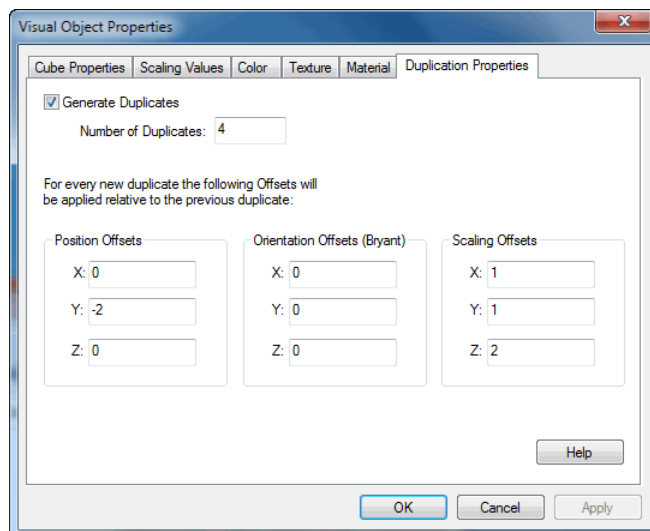 Visual Object Properties
Cube Properties Scaling Values Color Texture Material Duplication Properties
Generate Duplicates
Number of Duplicates: 4
For every new duplicate the following Offsets will
be applied relative to the previous duplicate:
Position Offsets Orientation Offsets (Bryant) Scaling Offsets
X: 0 X: 0 X: 1
Y: -2 Y: 0 Y: 1
Z: 0 Z: 0 Z: 2
Help
OK Cancel Apply